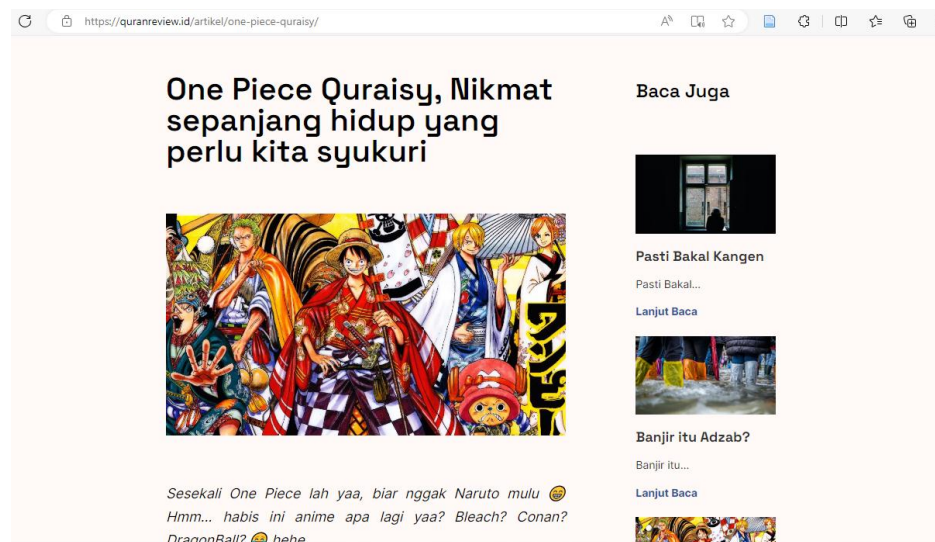 https://quranreview.id/artikel/one-piece-quraisy/
One Piece Quraisy, Nikmat
sepanjang hidup yang
perlu kita syukuri
Sesekali One Piece lah yaa, biar nggak Naruto mulu 😁
Hmm... habis ini anime apa lagi yaa? Bleach? Conan?
DragonBall? 😄 hehe
Baca Juga
Pasti Bakal Kangen
Pasti Bakal...
Lanjut Baca
Banjir itu Adzab?
Banjir itu...
Lanjut Baca